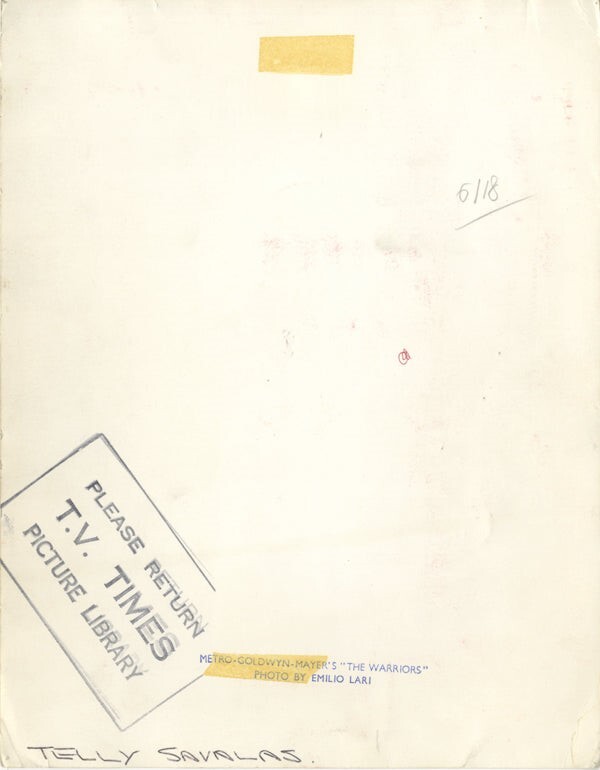 6/18
PLEASE RETURN
T.V. TIMES
PICTURE LIBRARY
METRO-GOLDWYN-MAYER'S "THE WARRIORS"
PHOTO BY EMILIO LARI
TELLY SAVALAS.